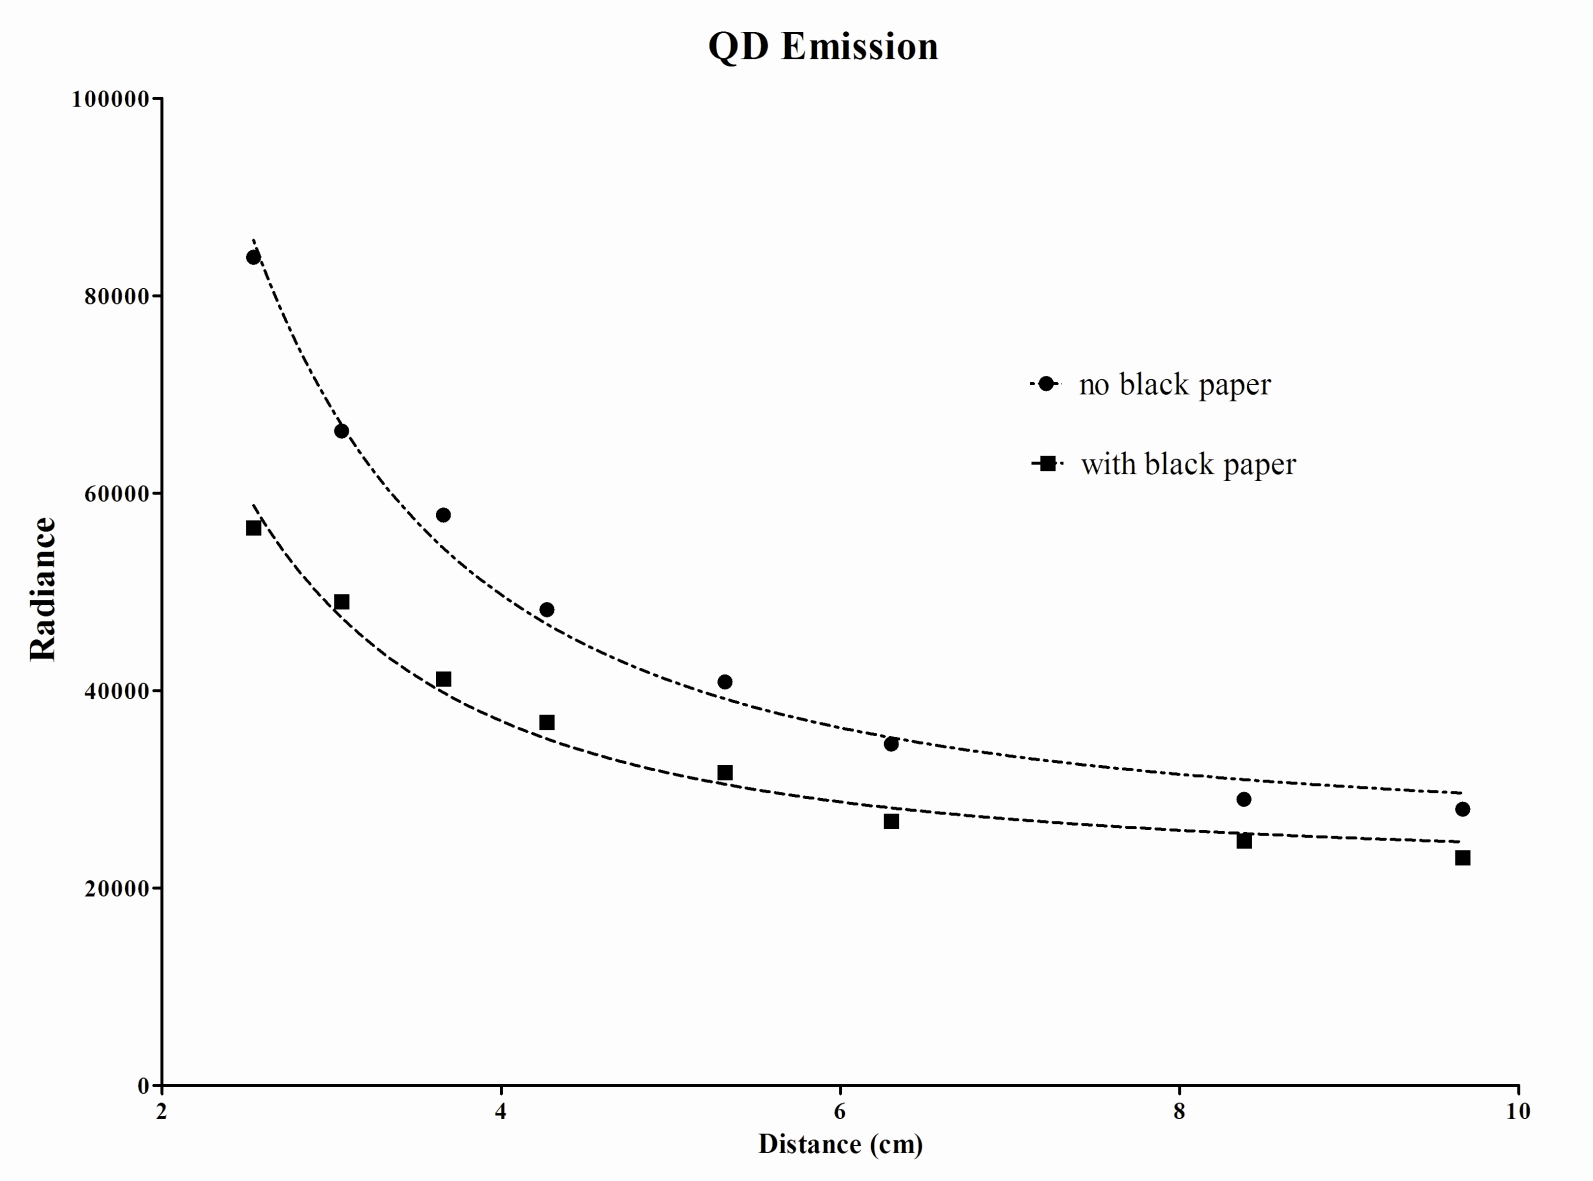 QD Emission
100000
80000
60000
40000
20000
0
Radiance
no black paper
with black paper
2 4 6 8 10
Distance (cm)